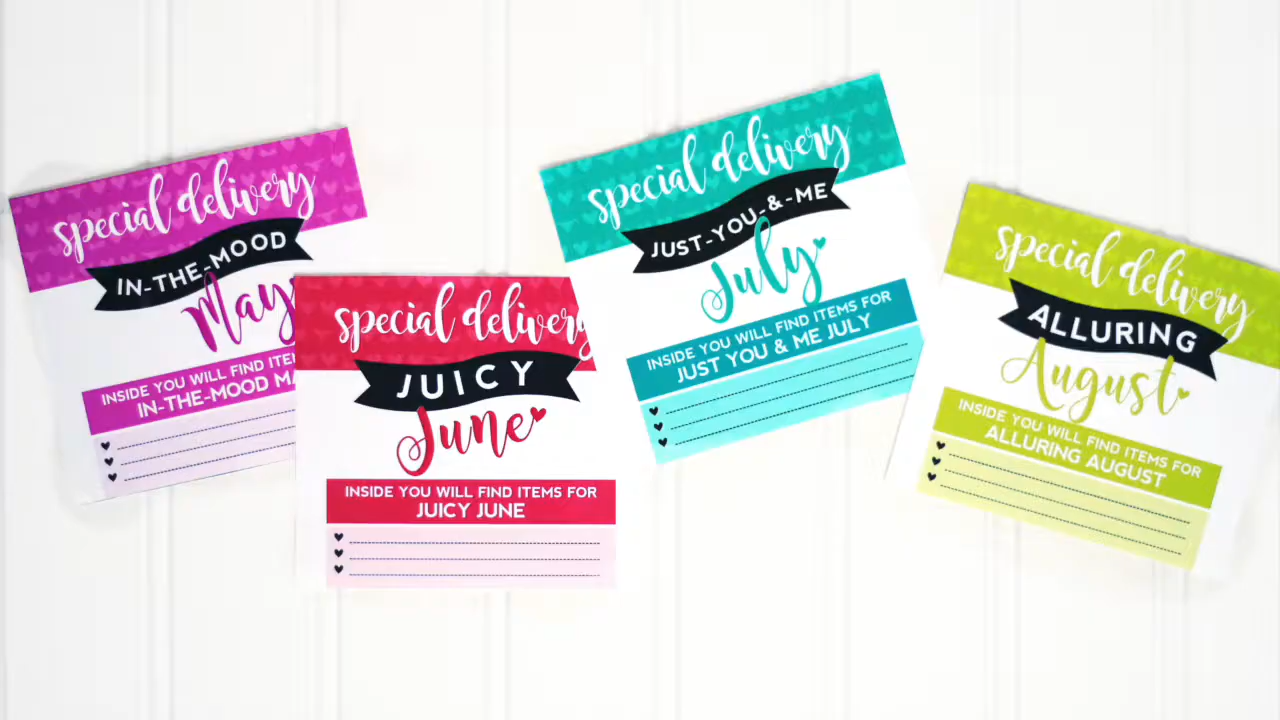 special delivery
IN-THE-MOOD
May
INSIDE YOU WILL FIND
IN-THE-MOOD
special delivery
JUICY
June
INSIDE YOU WILL FIND ITEMS FOR
JUICY JUNE
special delivery
JUST-YOU-&-ME
July
INSIDE YOU WILL FIND ITEMS FOR
JUST YOU & ME JULY
special delivery
ALLURING
August
INSIDE YOU WILL FIND ITEMS FOR
ALLURING AUGUST